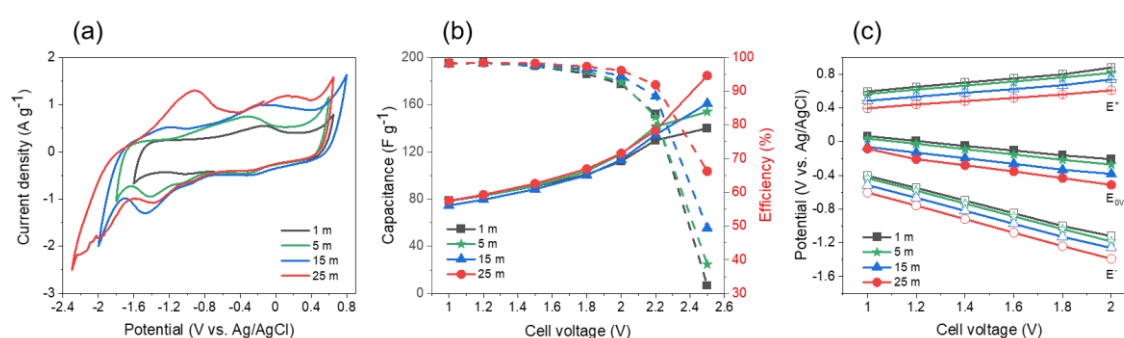 (a)
2
1
0
-1
-2
-3
Current density (A g⁻¹)
-2.4 -2.0 -1.6 -1.2 -0.8 -0.4 0.0 0.4 0.8
Potential (V vs. Ag/AgCl)
1 m
5 m
15 m
25 m
(b)
200
160
120
80
40
0
Capacitance (F g⁻¹)
100
90
80
70
60
50
40
30
Efficiency (%)
1.0 1.2 1.4 1.6 1.8 2.0 2.2 2.4 2.6
Cell voltage (V)
1 m
5 m
15 m
25 m
(c)
0.8
0.4
0
-0.4
-0.8
-1.2
-1.6
Potential (V vs. Ag/AgCl)
E⁺
E₀ᵥ
E⁻
1.0 1.2 1.4 1.6 1.8 2
Cell voltage (V)
1 m
5 m
15 m
25 m